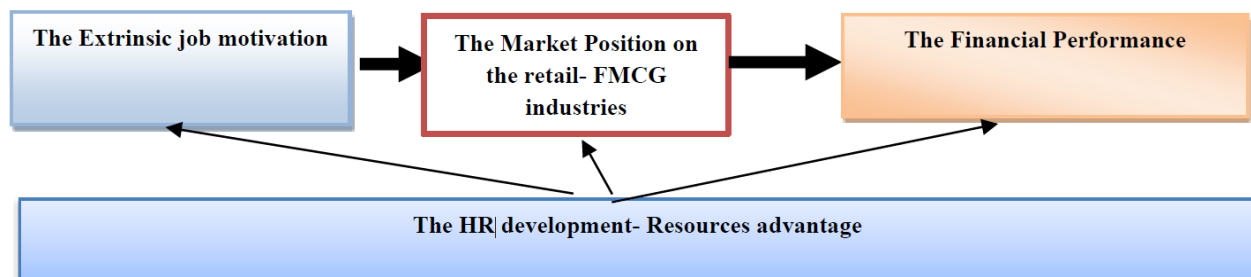 The Extrinsic job motivation
The Market Position on
the retail- FMCG
industries
The Financial Performance
The HR development- Resources advantage